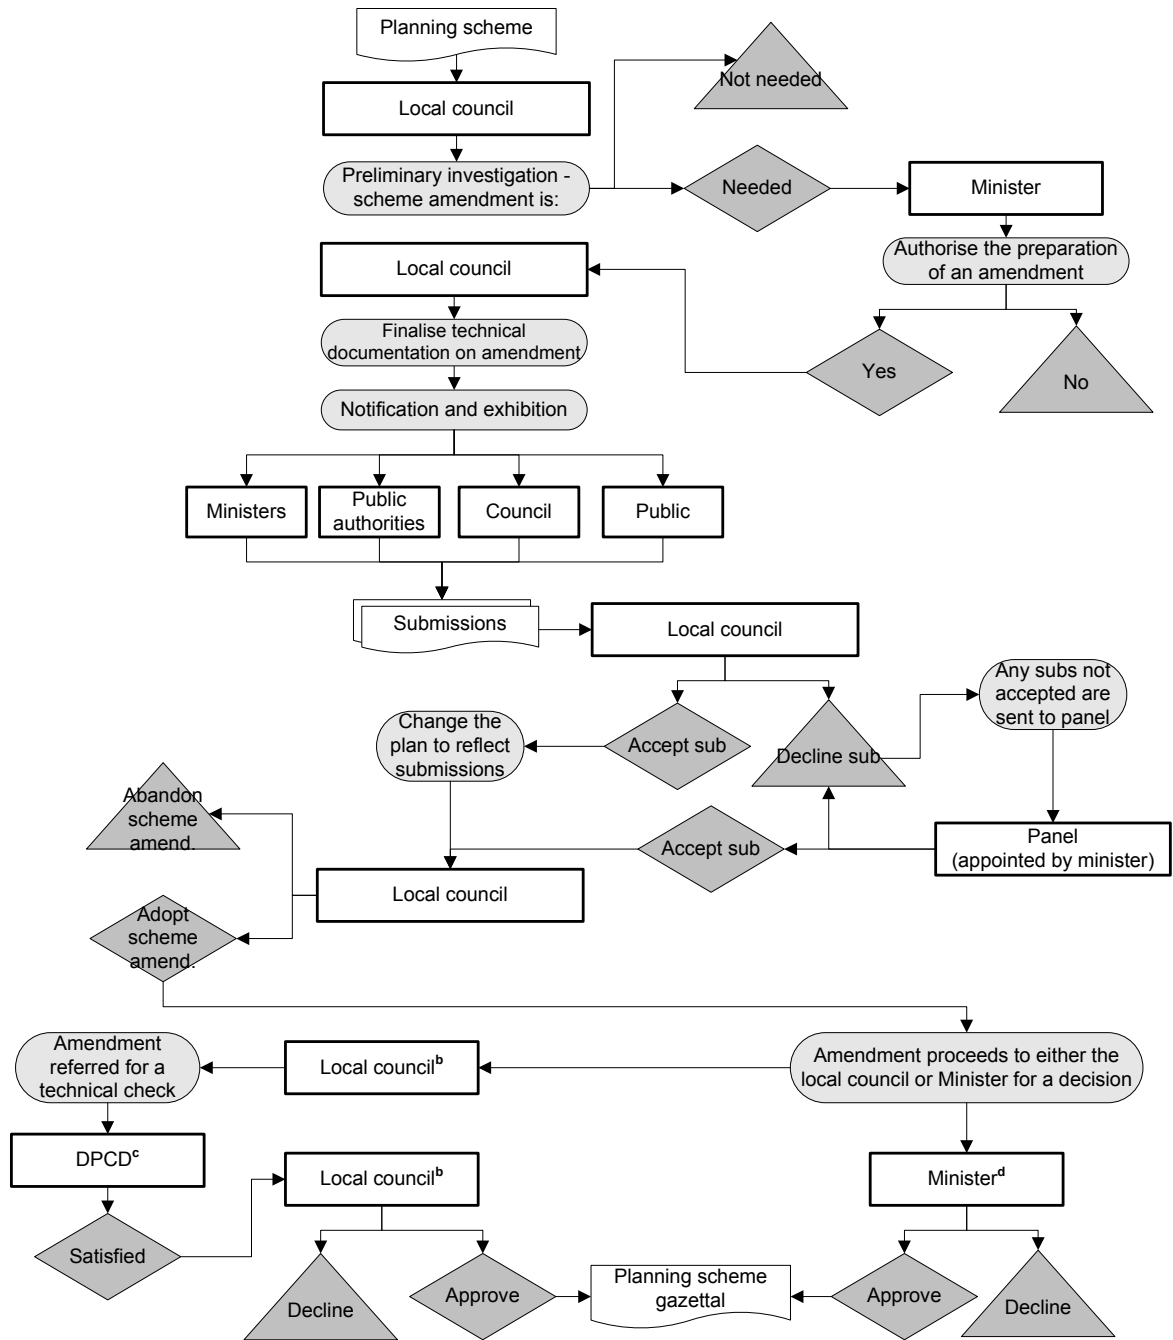 Planning scheme
Not needed
Local council
Preliminary investigation -
scheme amendment is:
Needed
Minister
Local council
Authorise the preparation
of an amendment
Finalise technical
documentation on amendment
Yes
No
Notification and exhibition
Ministers
Public
authorities
Council
Public
Submissions
Local council
Any subs not
accepted are
sent to panel
Change the
plan to reflect
submissions
Accept sub
Decline sub
Abandon
scheme
amend.
Accept sub
Panel
(appointed by minister)
Local council
Adopt
scheme
amend.
Amendment
referred for a
technical check
Local councilᵇ
Amendment proceeds to either the
local council or Minister for a decision
DPCDᶜ
Local councilᵇ
Ministerᵈ
Satisfied
Decline
Approve
Planning scheme
gazettal
Approve
Decline